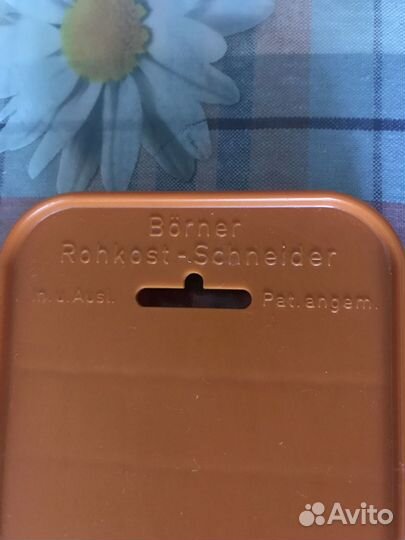 Börner
Rohkost-Schneider
In.u.Ausl. Pat.angem.
Avito